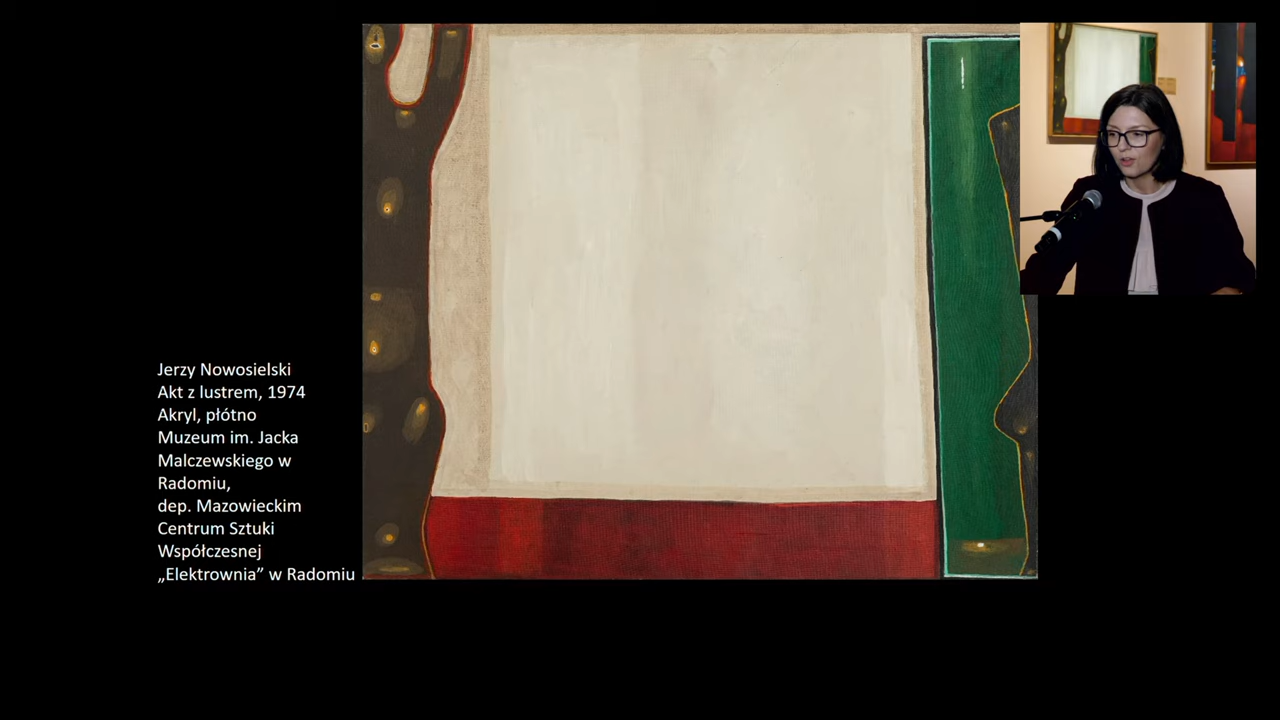 Jerzy Nowosielski
Akt z lustrem, 1974
Akryl, płótno
Muzeum im. Jacka
Malczewskiego w
Radomiu,
dep. Mazowieckim
Centrum Sztuki
Współczesnej
„Elektrownia” w Radomiu